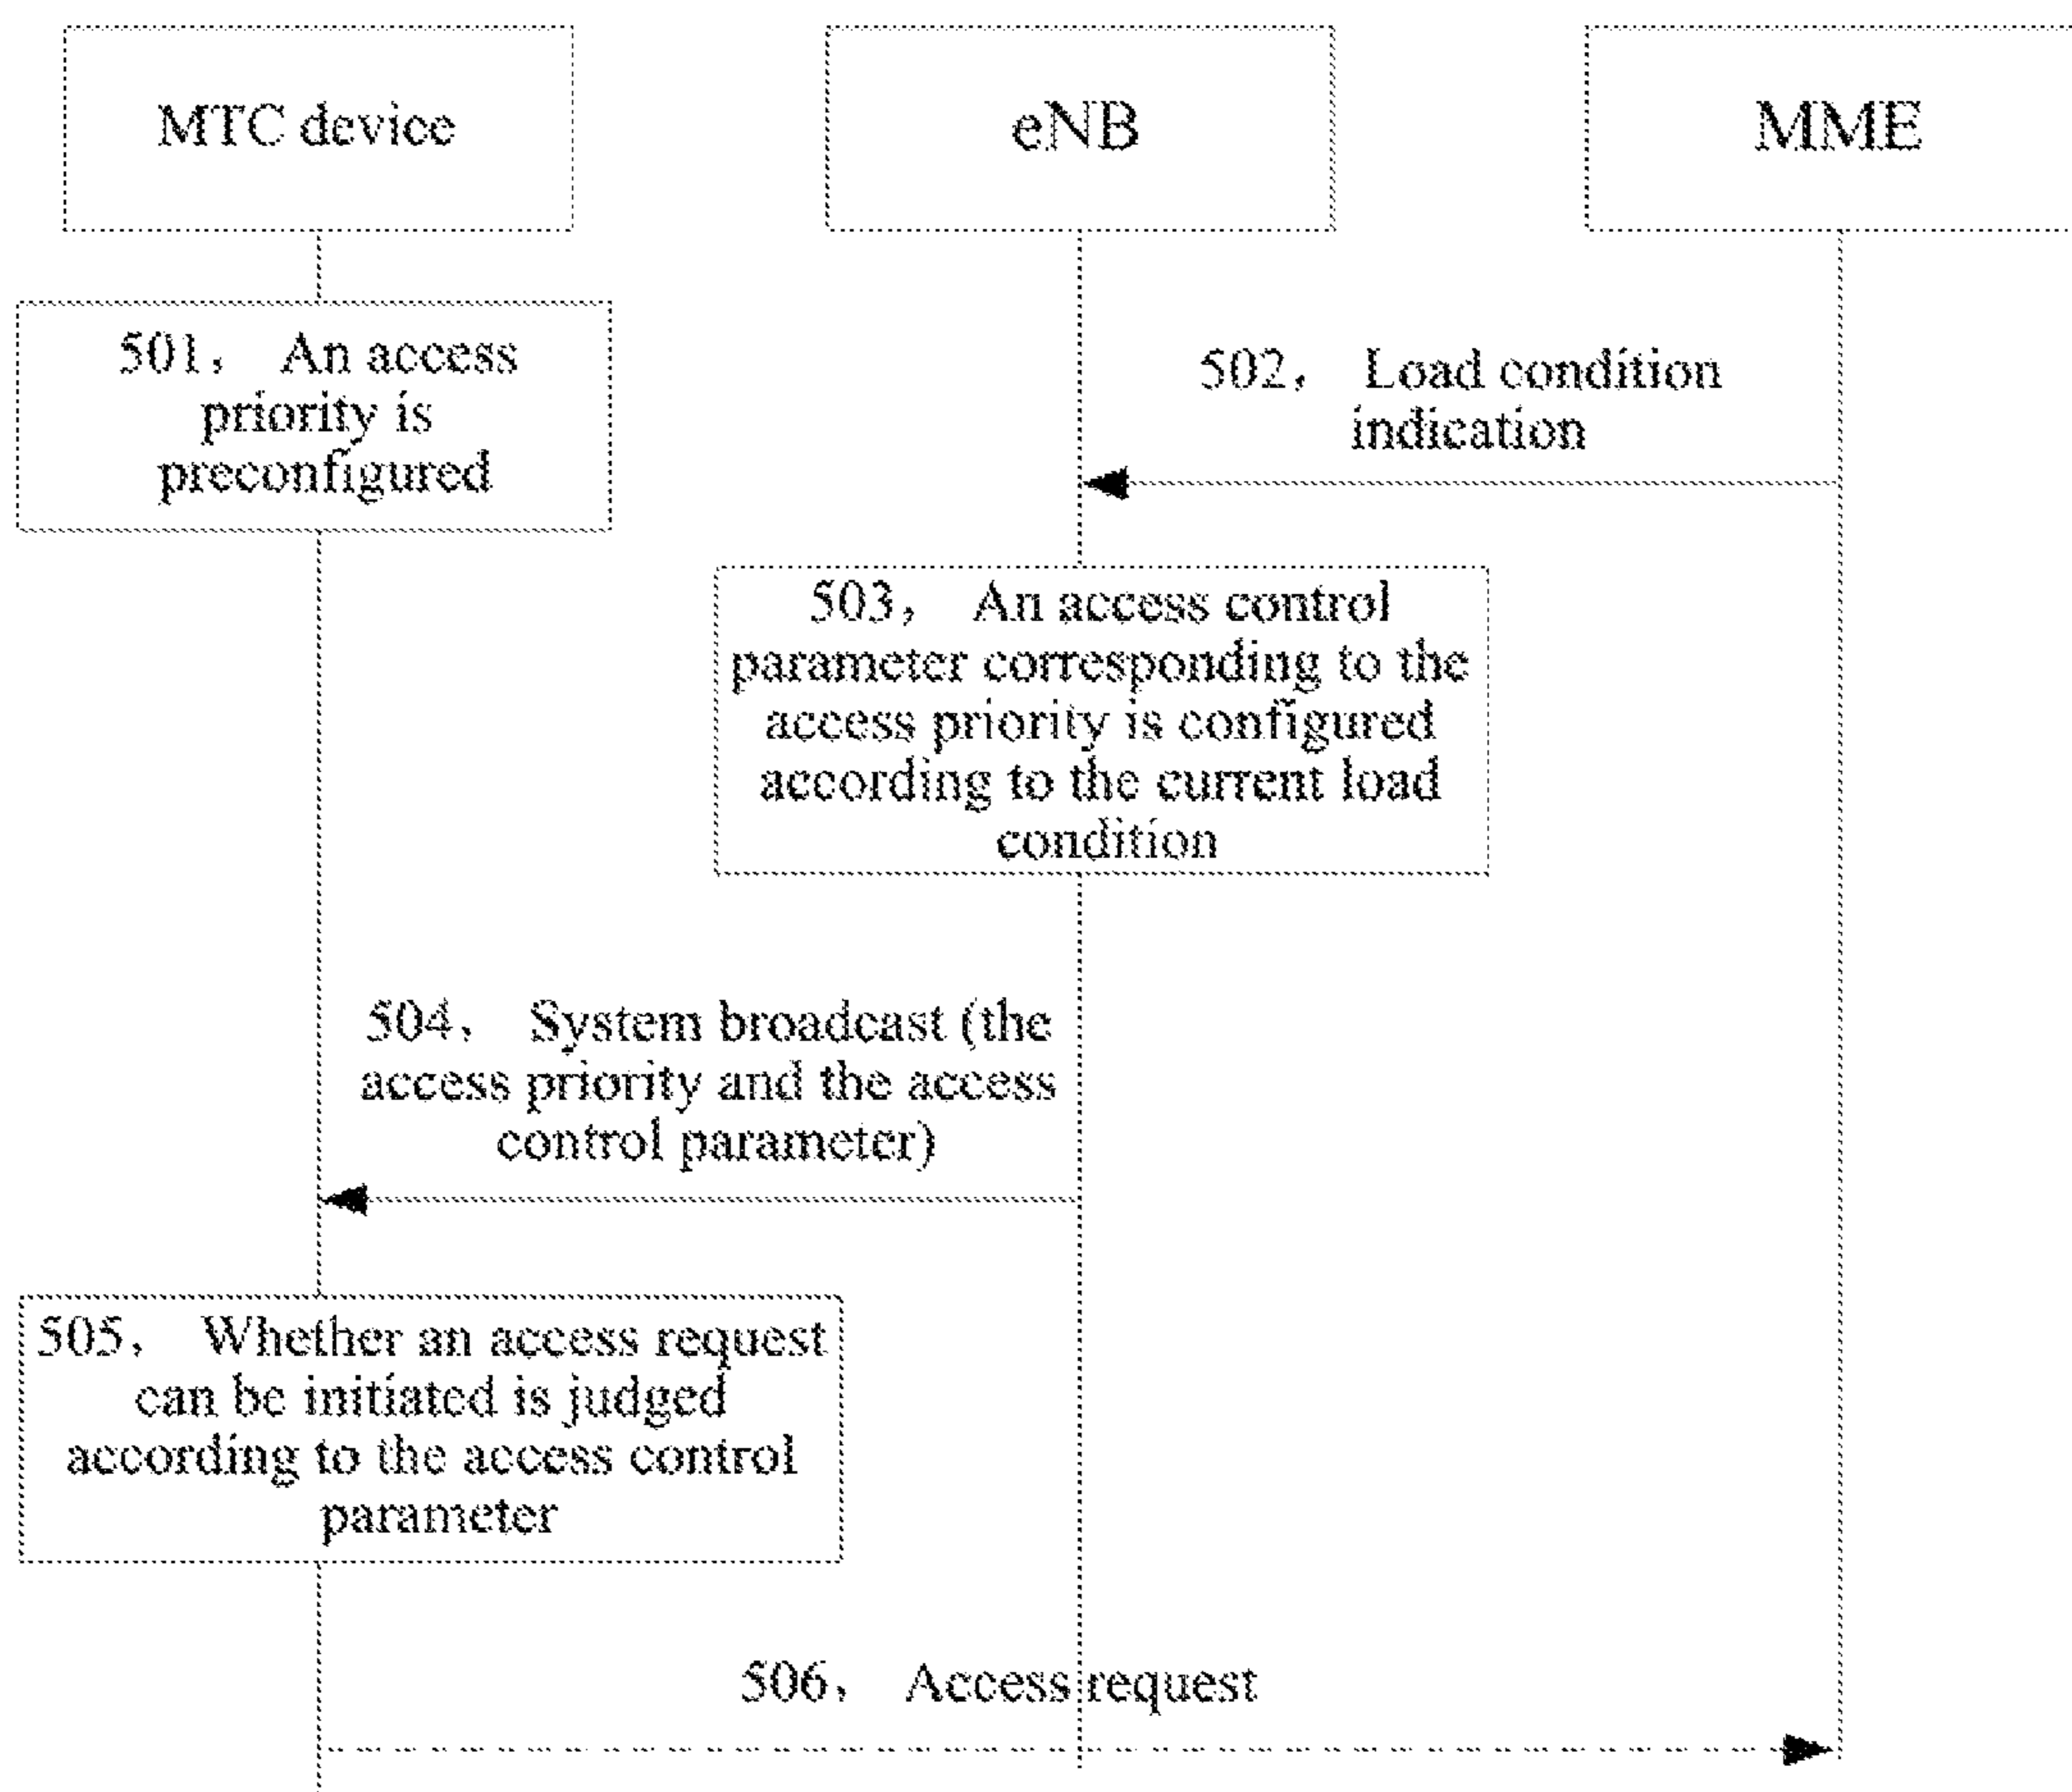 MTC device
eNB
MME
501, An access
priority is
preconfigured
502, Load condition
indication
503, An access control
parameter corresponding to the
access priority is configured
according to the current load
condition
504, System broadcast (the
access priority and the access
control parameter)
505, Whether an access request
can be initiated is judged
according to the access control
parameter
506, Access request